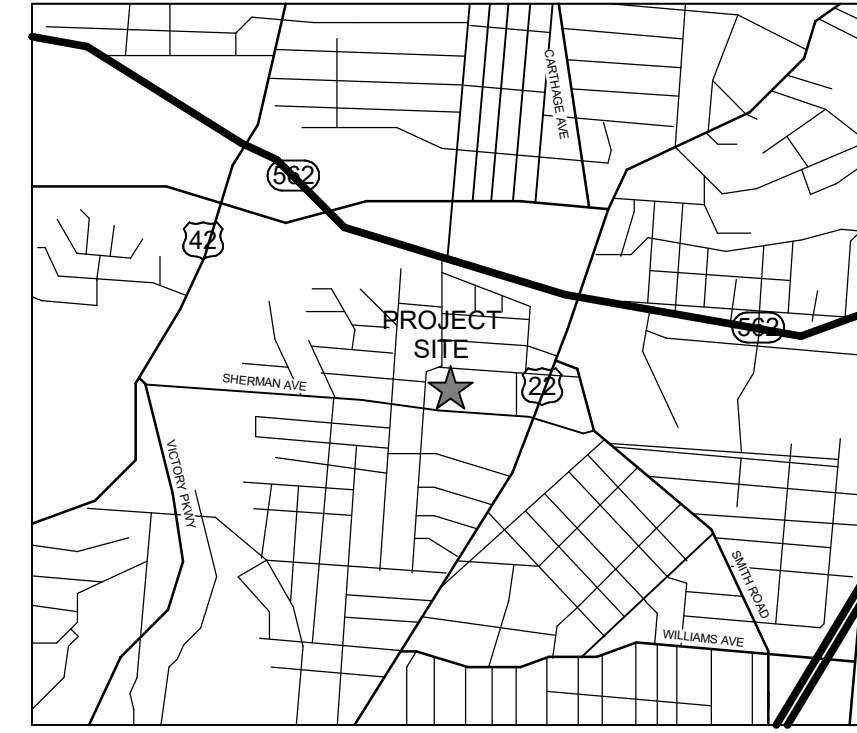 CARTHAGE AVE
562
42
PROJECT
SITE
562
22
SHERMAN AVE
VICTORY PKWY
SMITH ROAD
WILLIAMS AVE